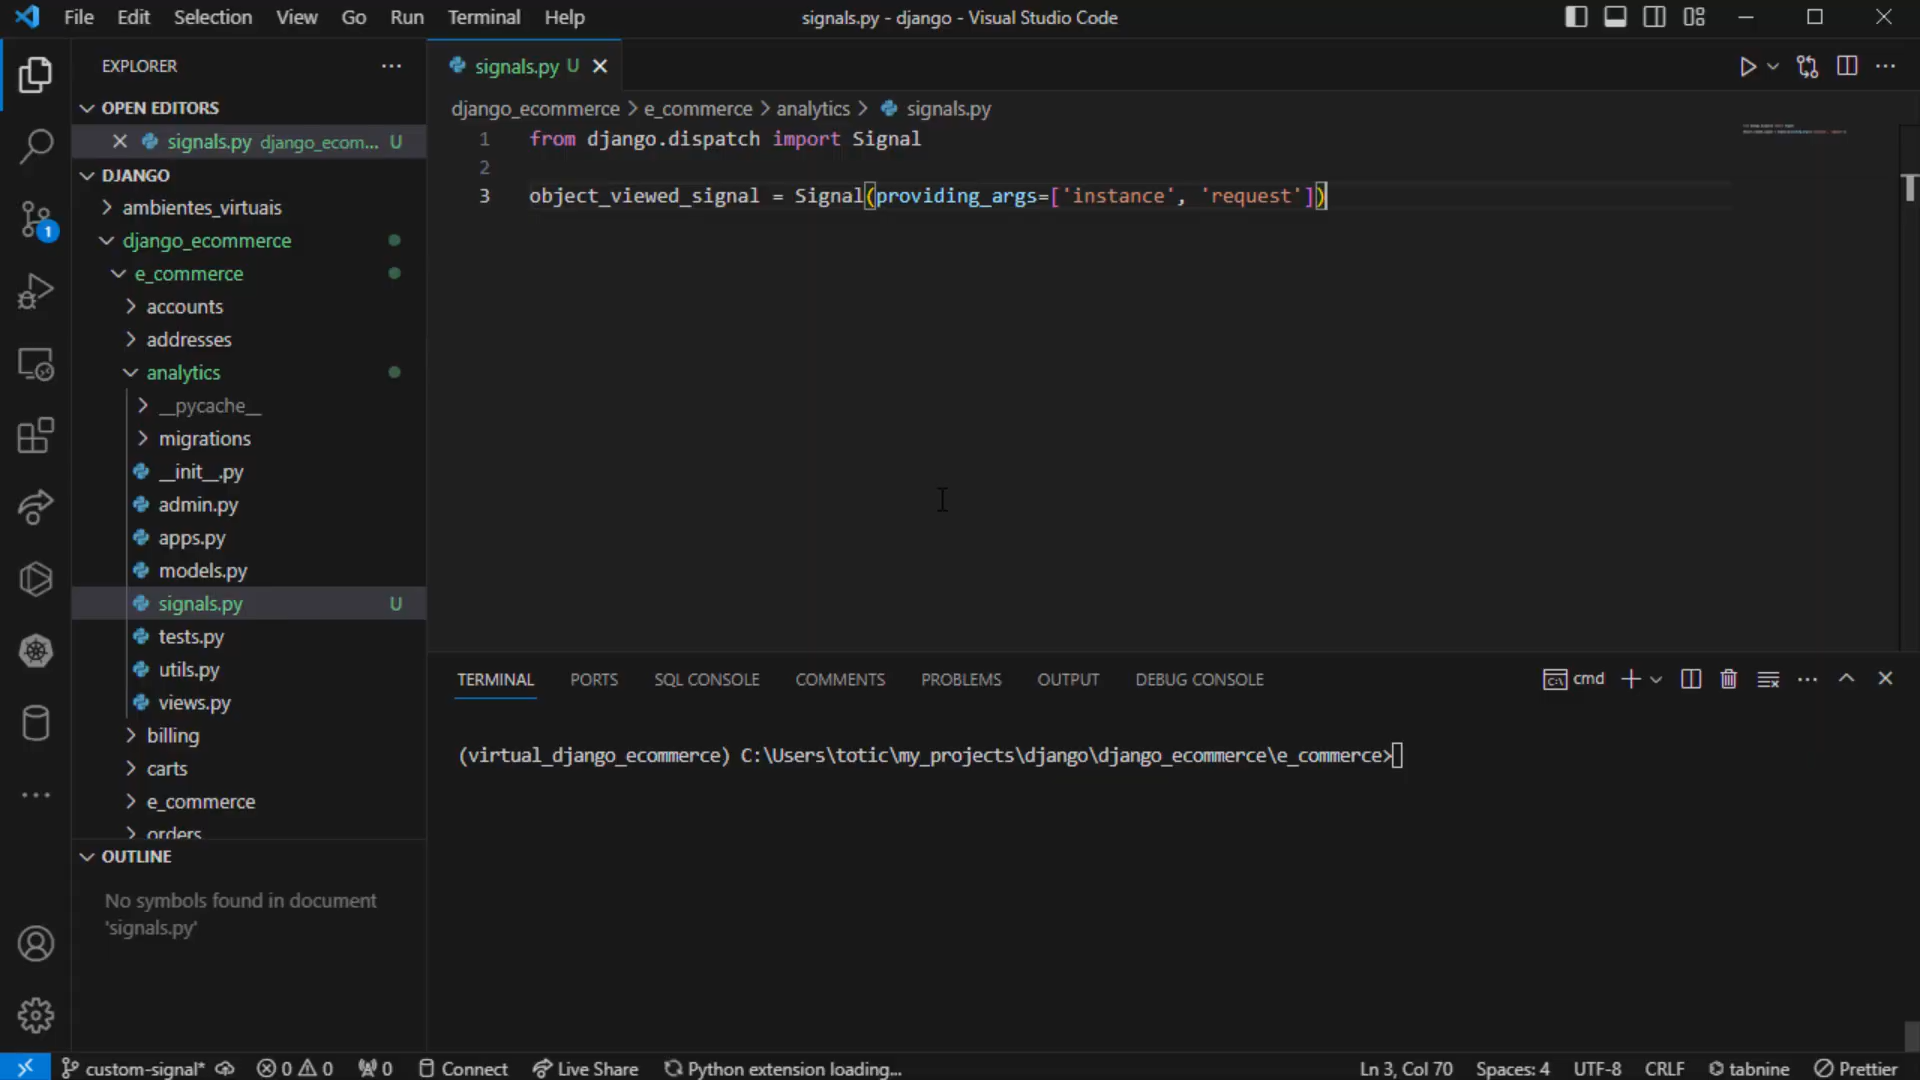 File Edit Selection View Go Run Terminal Help
signals.py - django - Visual Studio Code
EXPLORER
OPEN EDITORS
signals.py django_ecom... U
DJANGO
ambientes_virtuais
django_ecommerce
e_commerce
accounts
addresses
analytics
__pycache__
migrations
__init__.py
admin.py
apps.py
models.py
signals.py U
tests.py
utils.py
views.py
billing
carts
e_commerce
orders
OUTLINE
No symbols found in document
'signals.py'
signals.py U
django_ecommerce > e_commerce > analytics > signals.py
1 from django.dispatch import Signal
2
3 object_viewed_signal = Signal(providing_args=['instance', 'request'])
TERMINAL PORTS SQL CONSOLE COMMENTS PROBLEMS OUTPUT DEBUG CONSOLE
cmd
(virtual_django_ecommerce) C:\Users\totic\my_projects\django\django_ecommerce\e_commerce>
1
custom-signal* 0 0 0 Connect Live Share Python extension loading...
Ln 3, Col 70 Spaces: 4 UTF-8 CRLF tabnine Prettier